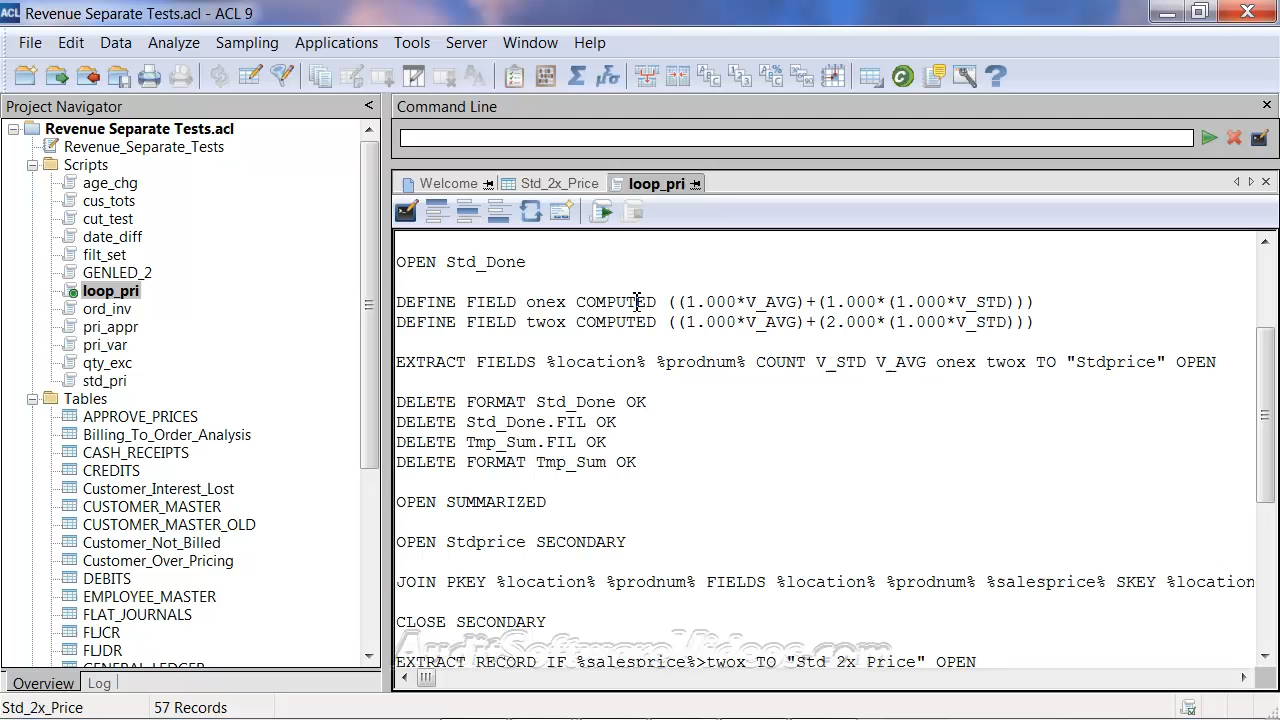 ACL Revenue Separate Tests.acl - ACL 9
File Edit Data Analyze Sampling Applications Tools Server Window Help
Project Navigator <
Revenue Separate Tests.acl
Revenue_Separate_Tests
Scripts
age_chg
cus_tots
cut_test
date_diff
filt_set
GENLED_2
loop_pri
ord_inv
pri_appr
pri_var
qty_exc
std_pri
Tables
APPROVE_PRICES
Billing_To_Order_Analysis
CASH_RECEIPTS
CREDITS
Customer_Interest_Lost
CUSTOMER_MASTER
CUSTOMER_MASTER_OLD
Customer_Not_Billed
Customer_Over_Pricing
DEBITS
EMPLOYEE_MASTER
FLAT_JOURNALS
FLJCR
FLJDR
GENERAL_LEDGER
Overview Log
Command Line
Welcome Std_2x_Price loop_pri
OPEN Std_Done
DEFINE FIELD onex COMPUTED ((1.000*V_AVG)+(1.000*(1.000*V_STD)))
DEFINE FIELD twox COMPUTED ((1.000*V_AVG)+(2.000*(1.000*V_STD)))
EXTRACT FIELDS %location% %prodnum% COUNT V_STD V_AVG onex twox TO "Stdprice" OPEN
DELETE FORMAT Std_Done OK
DELETE Std_Done.FIL OK
DELETE Tmp_Sum.FIL OK
DELETE FORMAT Tmp_Sum OK
OPEN SUMMARIZED
OPEN Stdprice SECONDARY
JOIN PKEY %location% %prodnum% FIELDS %location% %prodnum% %salesprice% SKEY %location
CLOSE SECONDARY
AuditSoftwareVideos.com
EXTRACT RECORD IF %salesprice%>twox TO "Std_2x_Price" OPEN
Std_2x_Price 57 Records